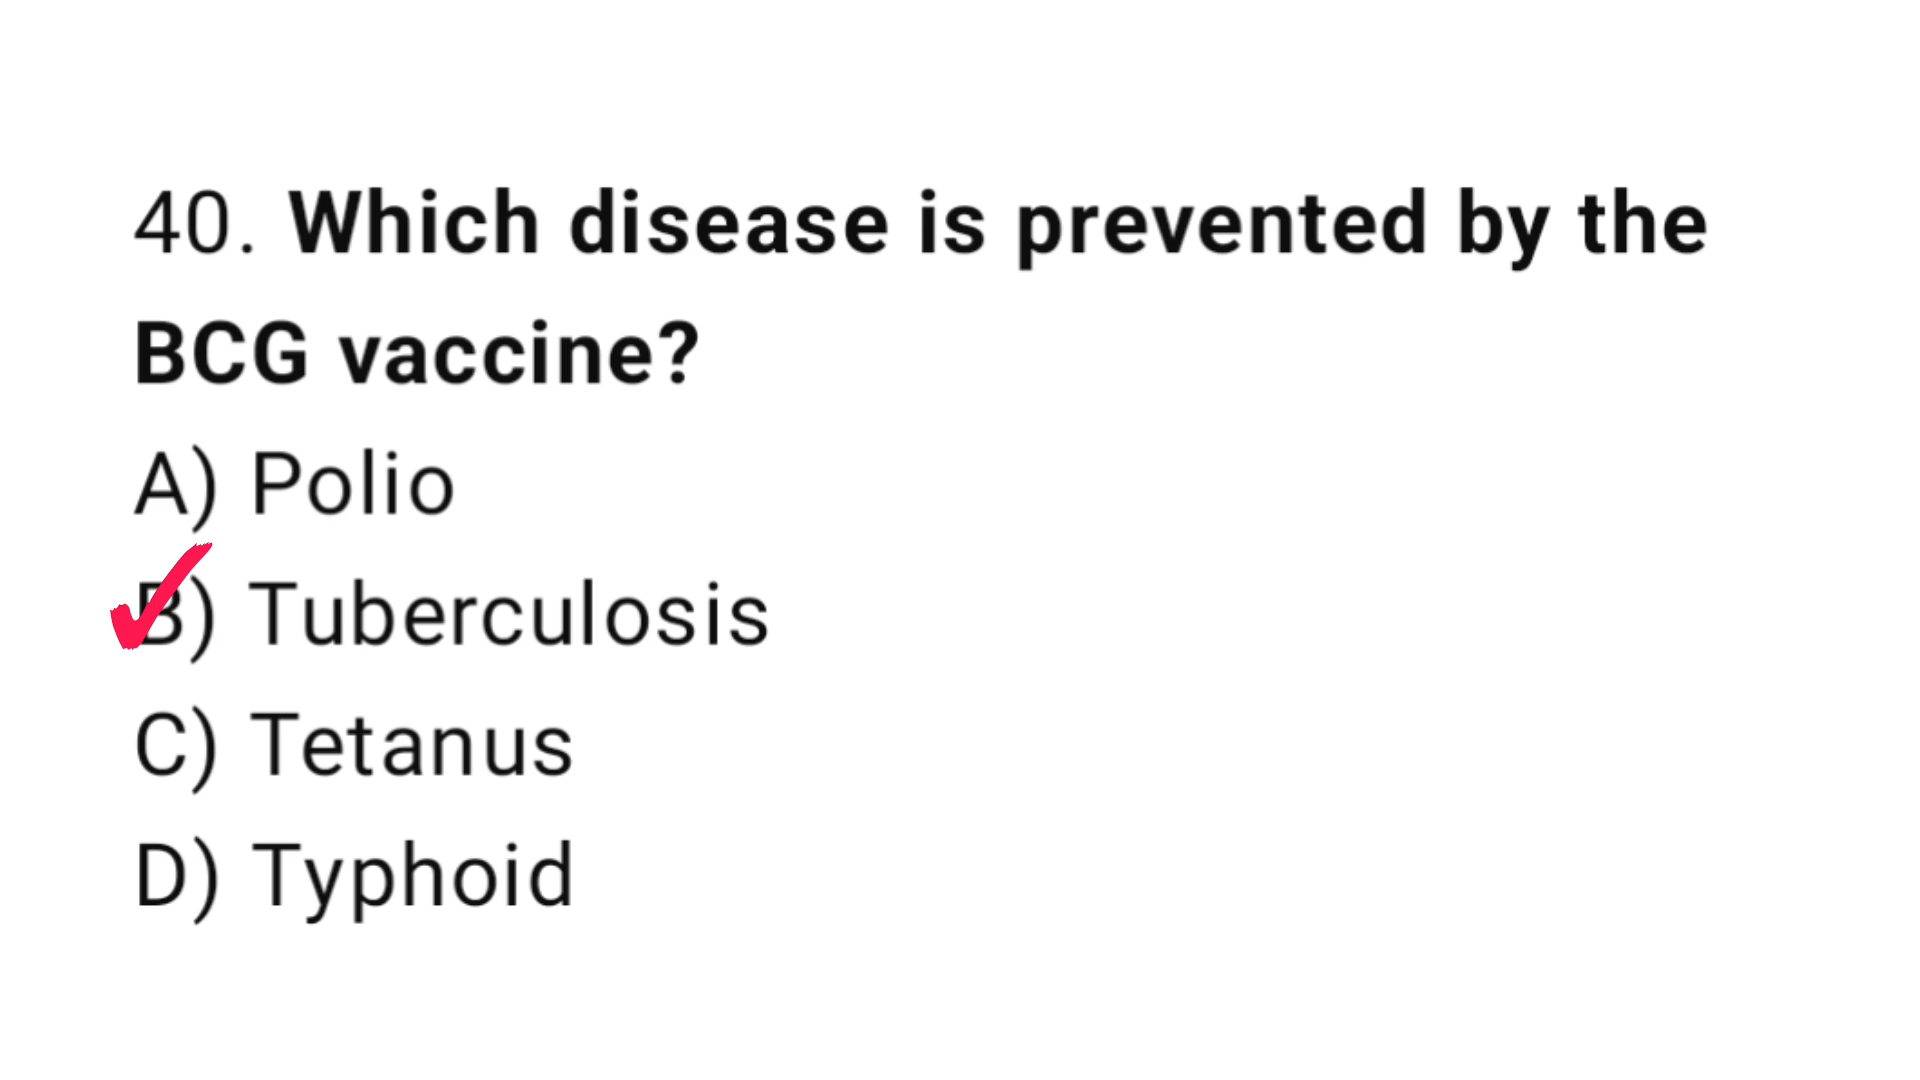 40. Which disease is prevented by the
BCG vaccine?
A) Polio
B) Tuberculosis
C) Tetanus
D) Typhoid